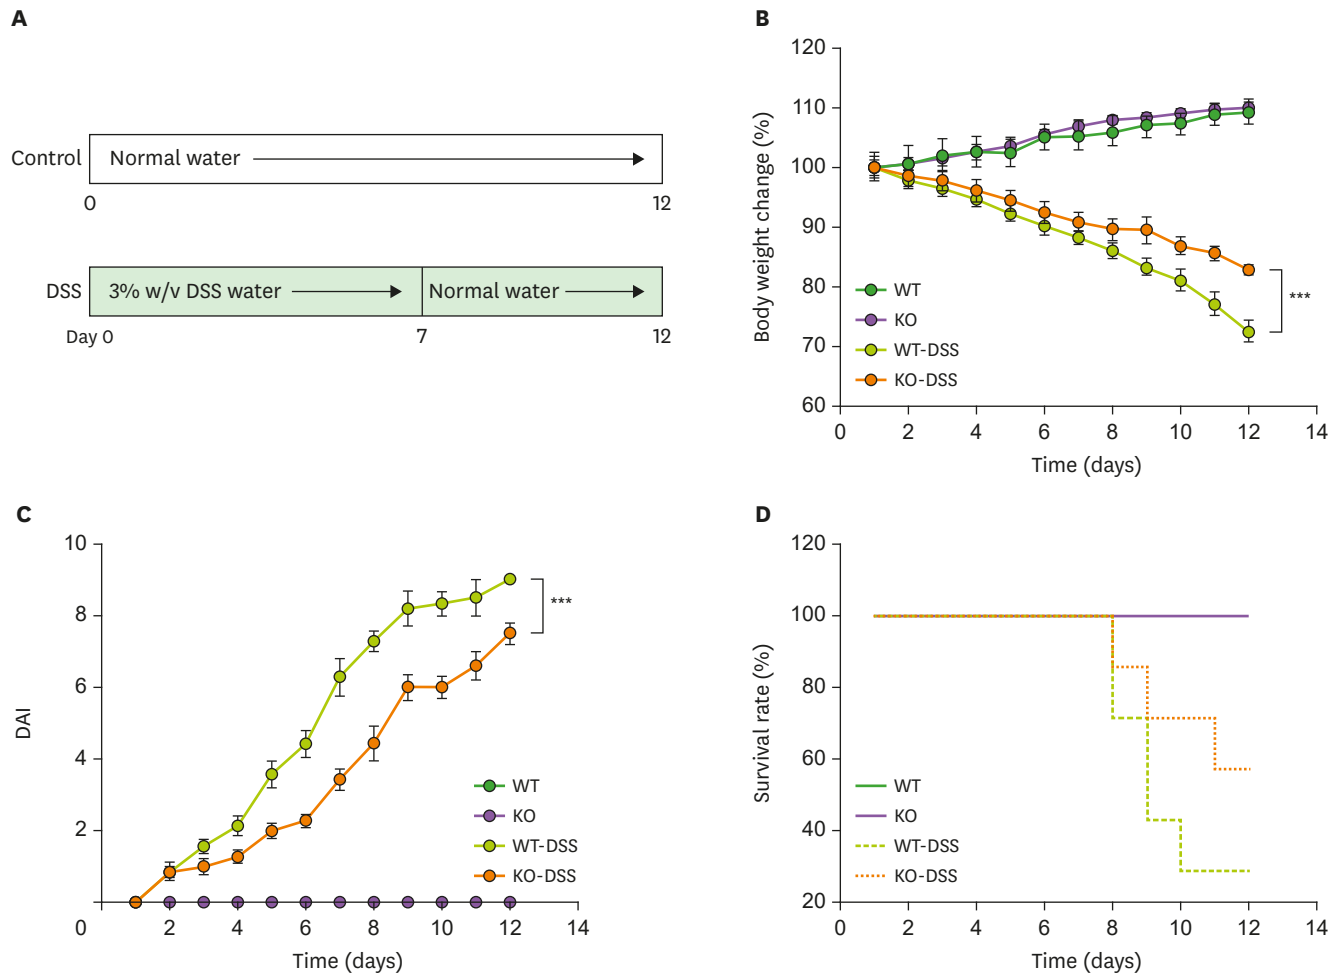 A
Control
Normal water
0
12
DSS
3% w/v DSS water
Normal water
Day 0
7
12
B
Body weight change (%)
120
110
100
90
80
70
60
WT
KO
WT-DSS
KO-DSS
***
0 2 4 6 8 10 12 14
Time (days)
C
DAI
10
8
6
4
2
WT
KO
WT-DSS
KO-DSS
***
0 2 4 6 8 10 12 14
Time (days)
D
Survival rate (%)
120
100
80
60
40
20
WT
KO
WT-DSS
KO-DSS
0 2 4 6 8 10 12 14
Time (days)